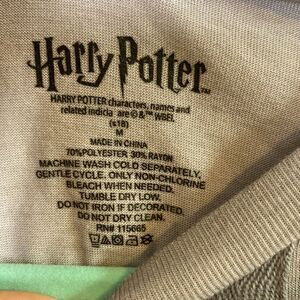 Harry Potter™
HARRY POTTER characters, names and
related indicia are © & ™ WBEI.
(s18)
M
MADE IN CHINA
70%POLYESTER 30% RAYON
MACHINE WASH COLD SEPARATELY,
GENTLE CYCLE. ONLY NON-CHLORINE
BLEACH WHEN NEEDED.
TUMBLE DRY LOW.
DO NOT IRON IF DECORATED.
DO NOT DRY CLEAN.
RN# 115665